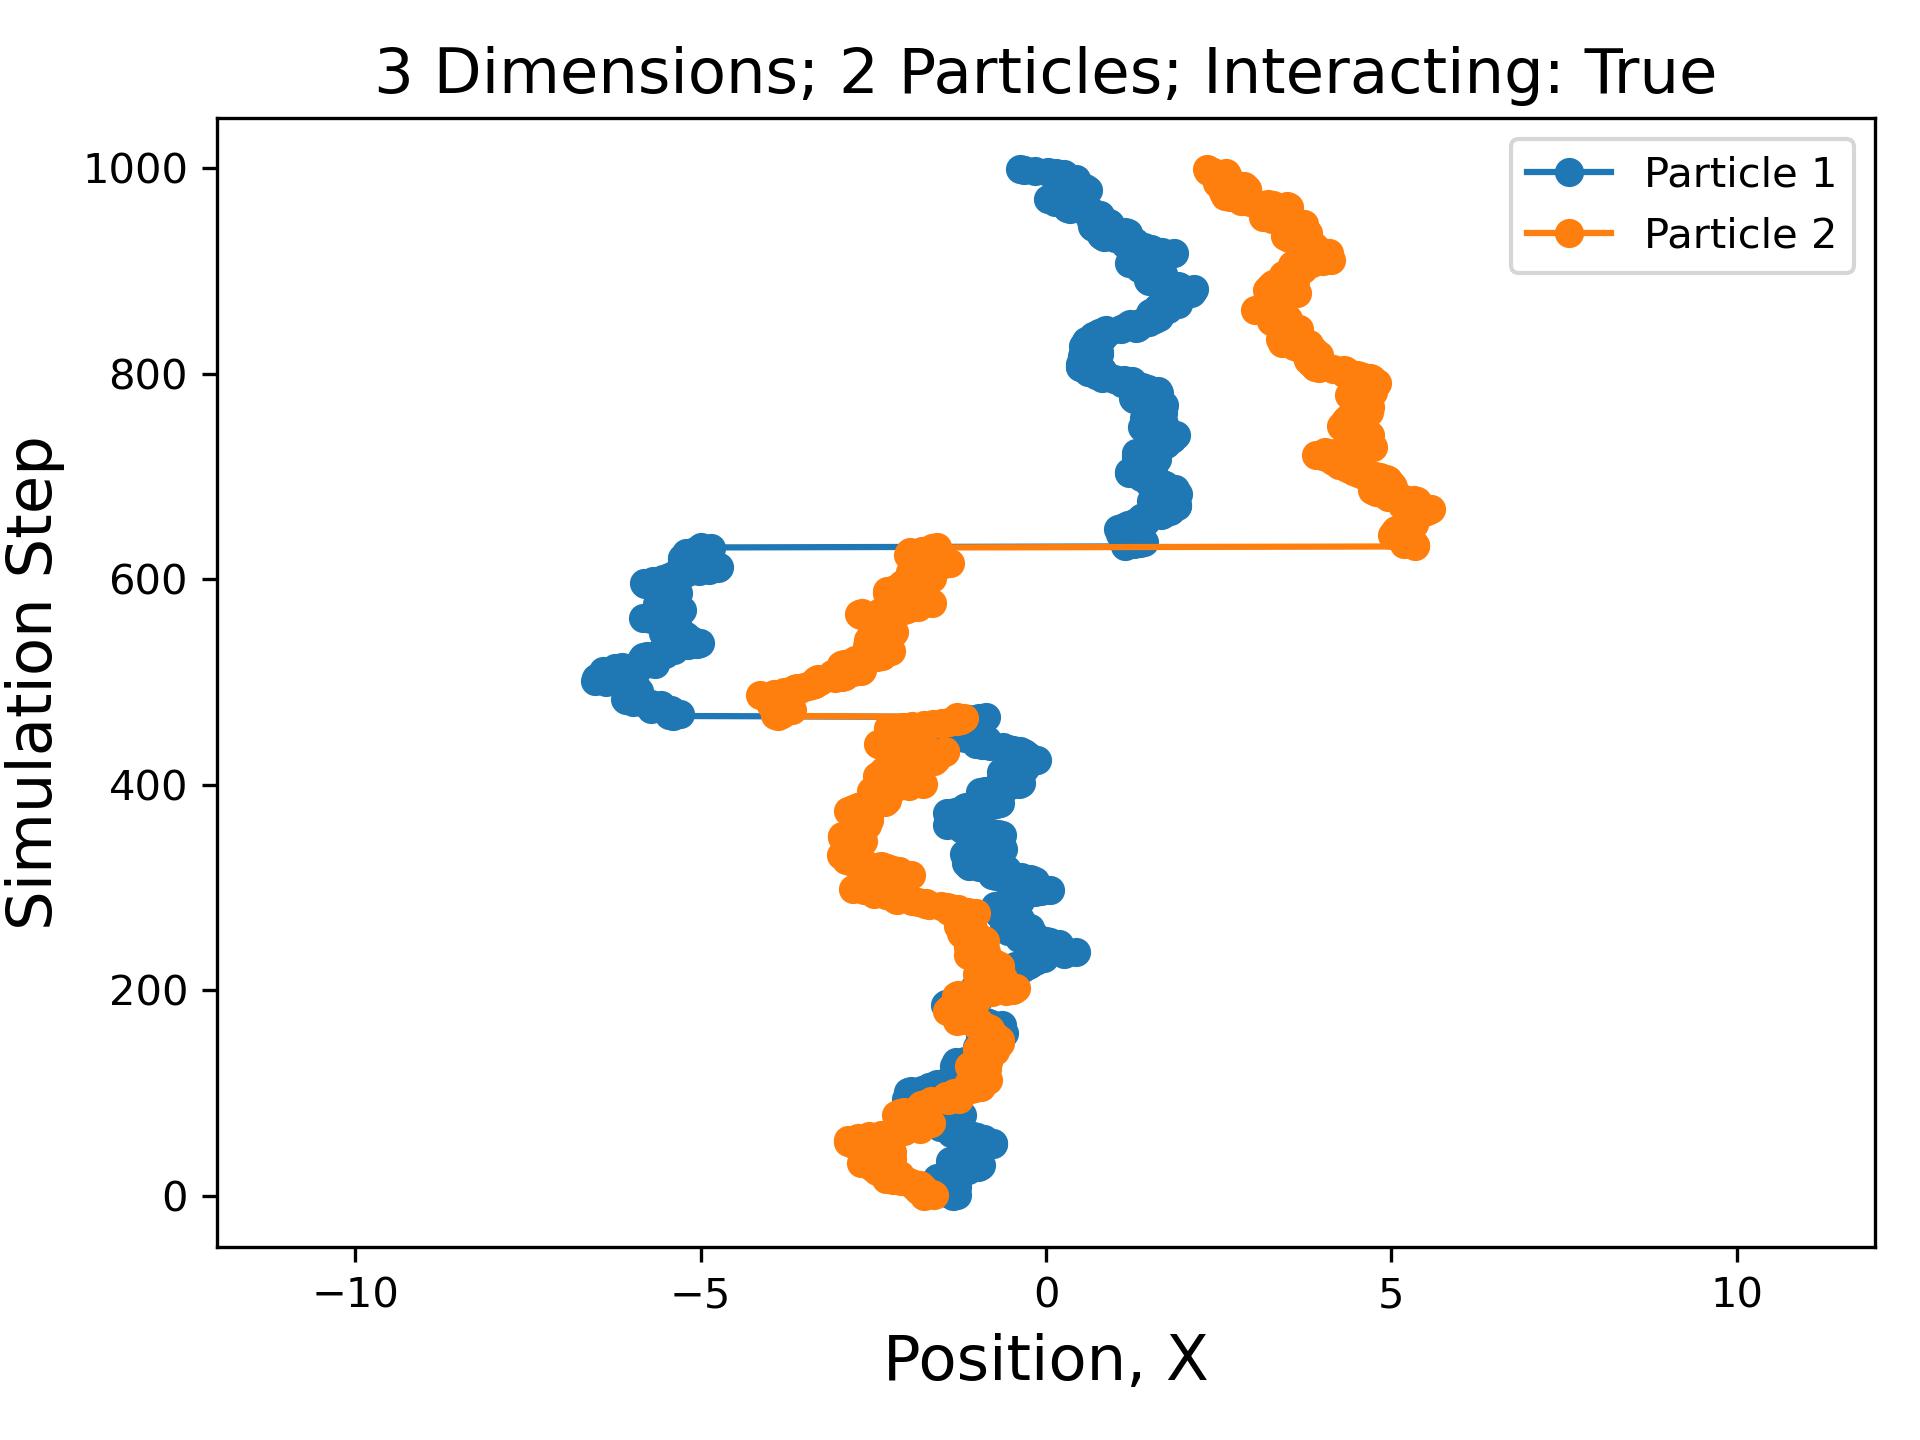 3 Dimensions; 2 Particles; Interacting: True
Particle 1
Particle 2
1000
800
600
400
200
0
Simulation Step
−10
−5
0
5
10
Position, X